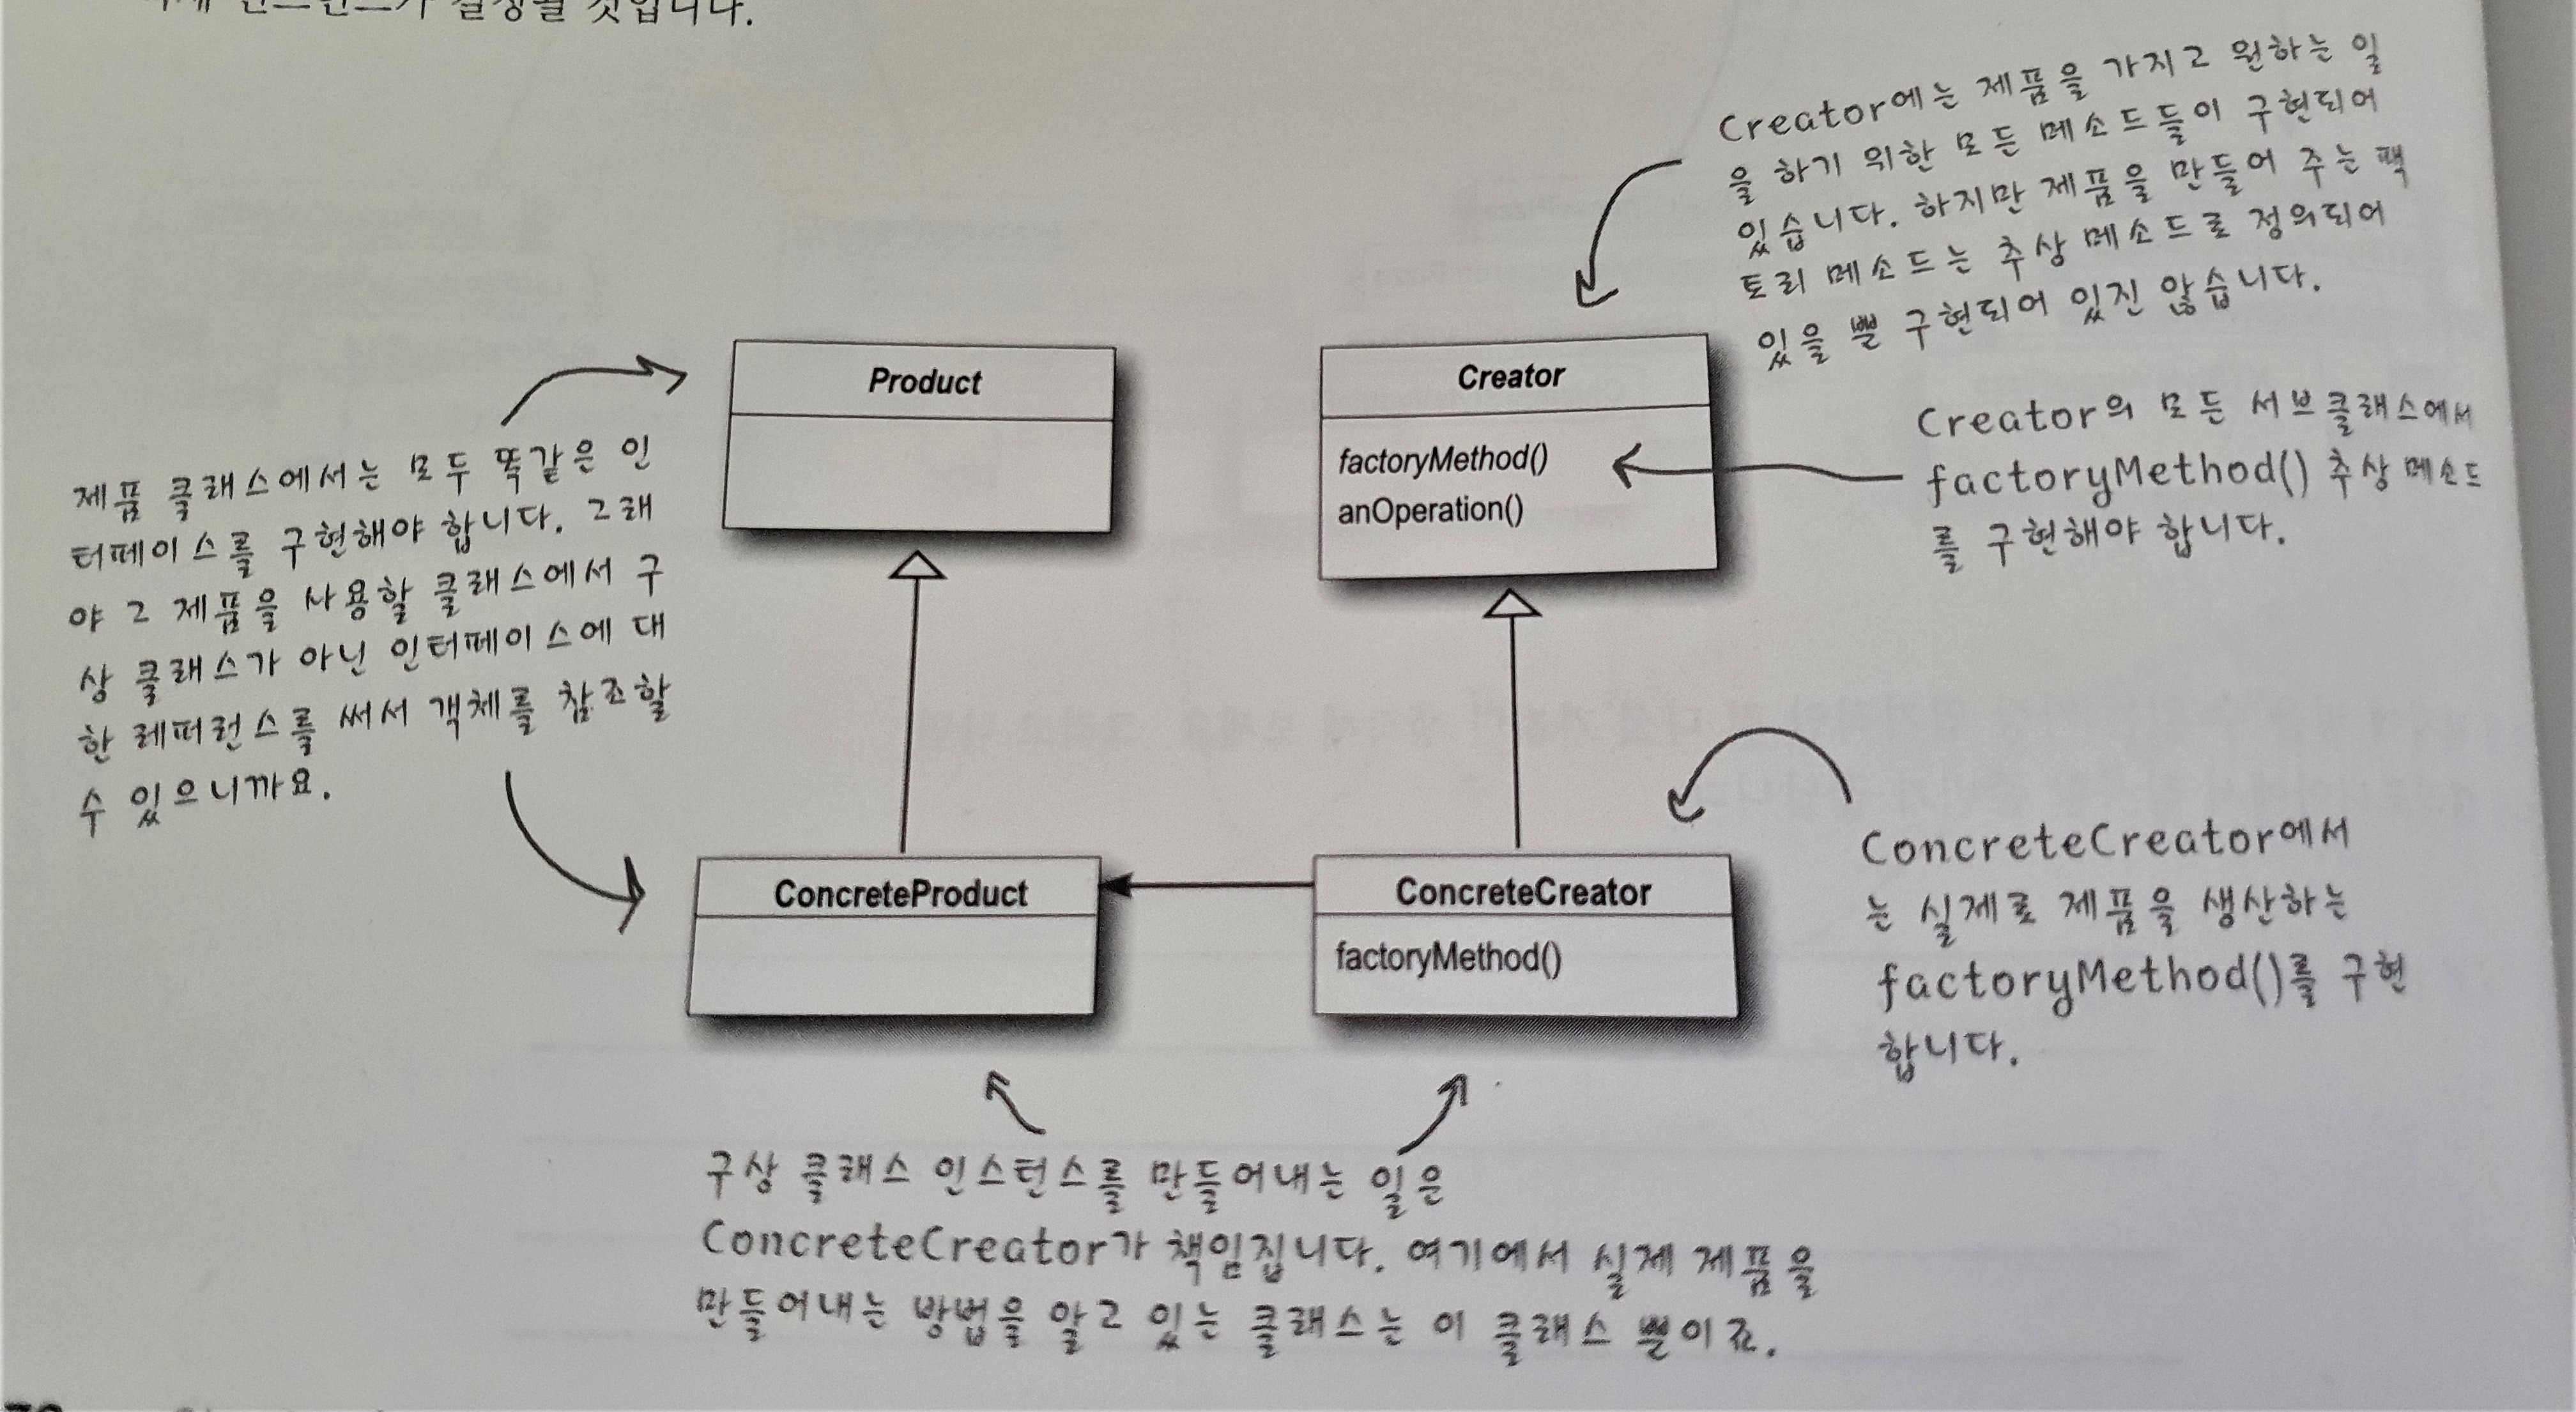 것입니다.
Creator에는 제품을 가지고 원하는 일
을 하기 위한 모든 메소드들이 구현되어
있습니다. 하지만 제품을 만들어 주는 팩
토리 메소드는 추상 메소드로 정의되어
있을 뿐 구현되어 있진 않습니다.
Product
Creator
factoryMethod()
anOperation()
Creator의 모든 서브클래스에서
factoryMethod() 추상 메소드
를 구현해야 합니다.
제품 클래스에서는 모두 똑같은 인
터페이스를 구현해야 합니다. 그래
야 그 제품을 사용할 클래스에서 구
상 클래스가 아닌 인터페이스에 대
한 레퍼런스를 써서 객체를 참조할
수 있으니까요.
ConcreteProduct
ConcreteCreator
factoryMethod()
ConcreteCreator에서
는 실제로 제품을 생산하는
factoryMethod()를 구현
합니다.
구상 클래스 인스턴스를 만들어내는 일은
ConcreteCreator가 책임집니다. 여기에서 실제 제품을
만들어내는 방법을 알고 있는 클래스는 이 클래스 뿐이죠.